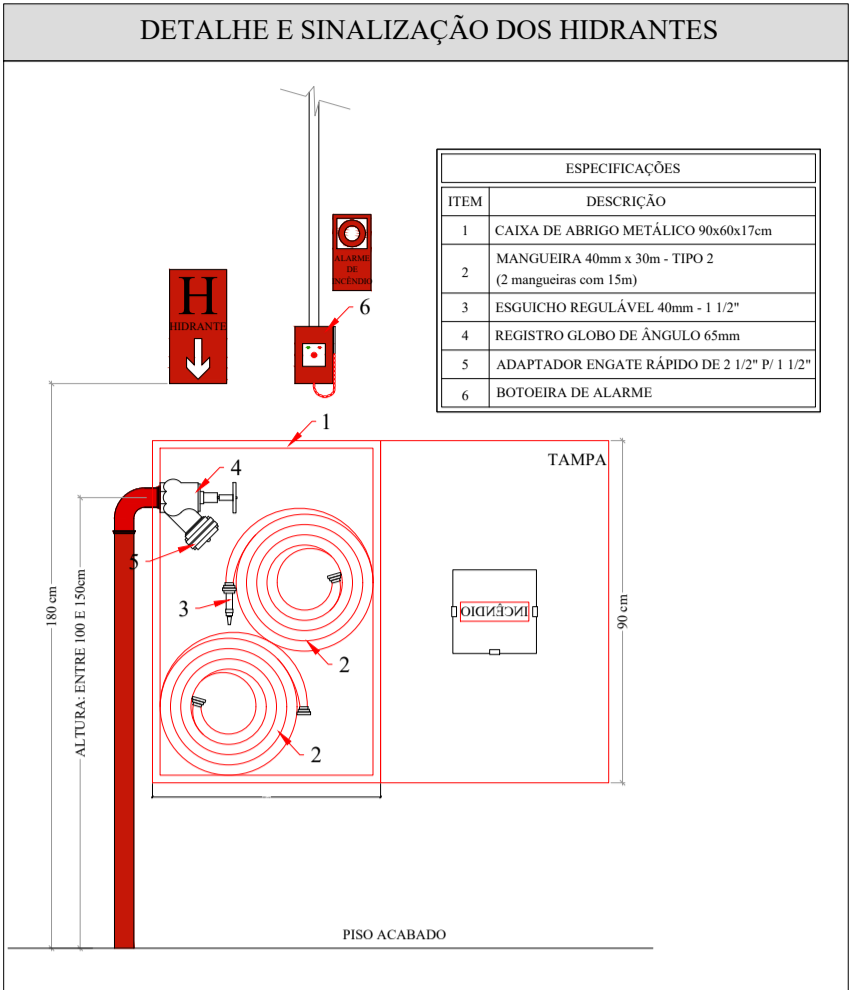 DETALHE E SINALIZAÇÃO DOS HIDRANTES
ESPECIFICAÇÕES
ITEM DESCRIÇÃO
1 CAIXA DE ABRIGO METÁLICO 90x60x17cm
2 MANGUEIRA 40mm x 30m - TIPO 2
(2 mangueiras com 15m)
3 ESGUICHO REGULÁVEL 40mm - 1 1/2"
4 REGISTRO GLOBO DE ÂNGULO 65mm
5 ADAPTADOR ENGATE RÁPIDO DE 2 1/2" P/ 1 1/2"
6 BOTOEIRA DE ALARME
ALARME
DE
INCÊNDIO
H
HIDRANTE
6
1
TAMPA
4
5
3
2
2
INCÊNDIO
180 cm
ALTURA: ENTRE 100 E 150cm
90 cm
PISO ACABADO